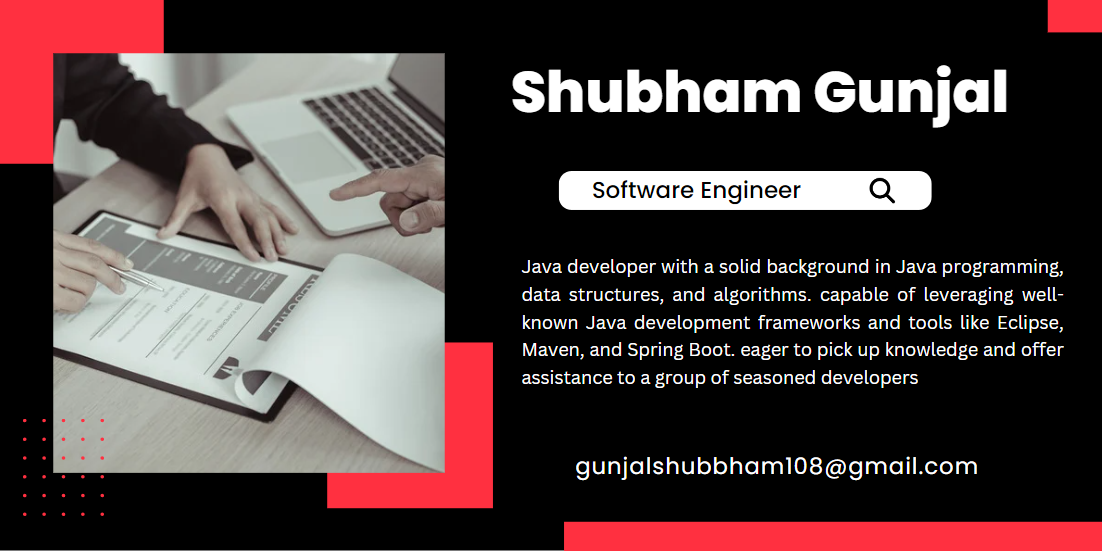 Shubham Gunjal
Software Engineer
Java developer with a solid background in Java programming,
data structures, and algorithms. capable of leveraging well-
known Java development frameworks and tools like Eclipse,
Maven, and Spring Boot. eager to pick up knowledge and offer
assistance to a group of seasoned developers
gunjalshubbham108@gmail.com